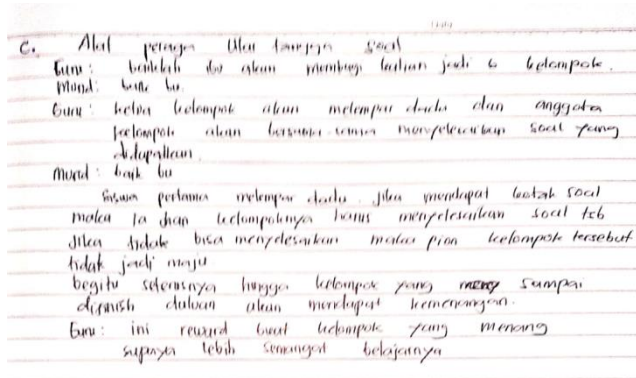 C. Alat peraga Ular tangga soal
Guru : baiklah ibu akan membagi kalian jadi 6 kelompok.
Murid : baik bu.
Guru : ketua kelompok akan melempar dadu dan anggota
kelompok akan bersama-sama menyelesaikan soal yang
didapatkan.
Murid : baik bu
Siswa pertama melempar dadu. jika mendapat kotak soal
maka ia dan kelompoknya harus menyelesaikan soal tsb
Jika tidak bisa menyelesaikan maka pion kelompok tersebut
tidak jadi maju
begitu seterusnya hingga kelompok yang sampai
difinish duluan akan mendapat kemenangan.
Guru : ini reward buat kelompok yang menang
supaya lebih semangat belajarnya